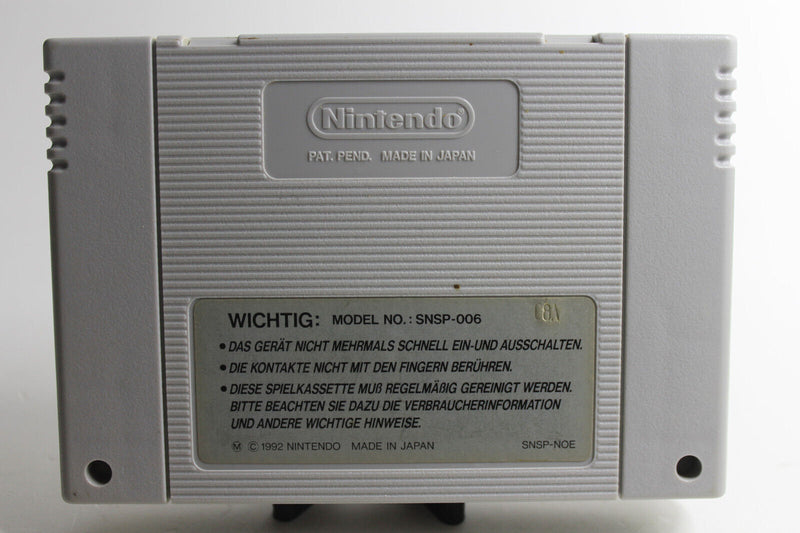 Nintendo®
PAT. PEND. MADE IN JAPAN
WICHTIG: MODEL NO.: SNSP-006
• DAS GERÄT NICHT MEHRMALS SCHNELL EIN-UND AUSSCHALTEN.
• DIE KONTAKTE NICHT MIT DEN FINGERN BERÜHREN.
• DIESE SPIELKASSETTE MUß REGELMÄßIG GEREINIGT WERDEN.
BITTE BEACHTEN SIE DAZU DIE VERBRAUCHERINFORMATION
UND ANDERE WICHTIGE HINWEISE.
Ⓜ © 1992 NINTENDO MADE IN JAPAN SNSP-NOE